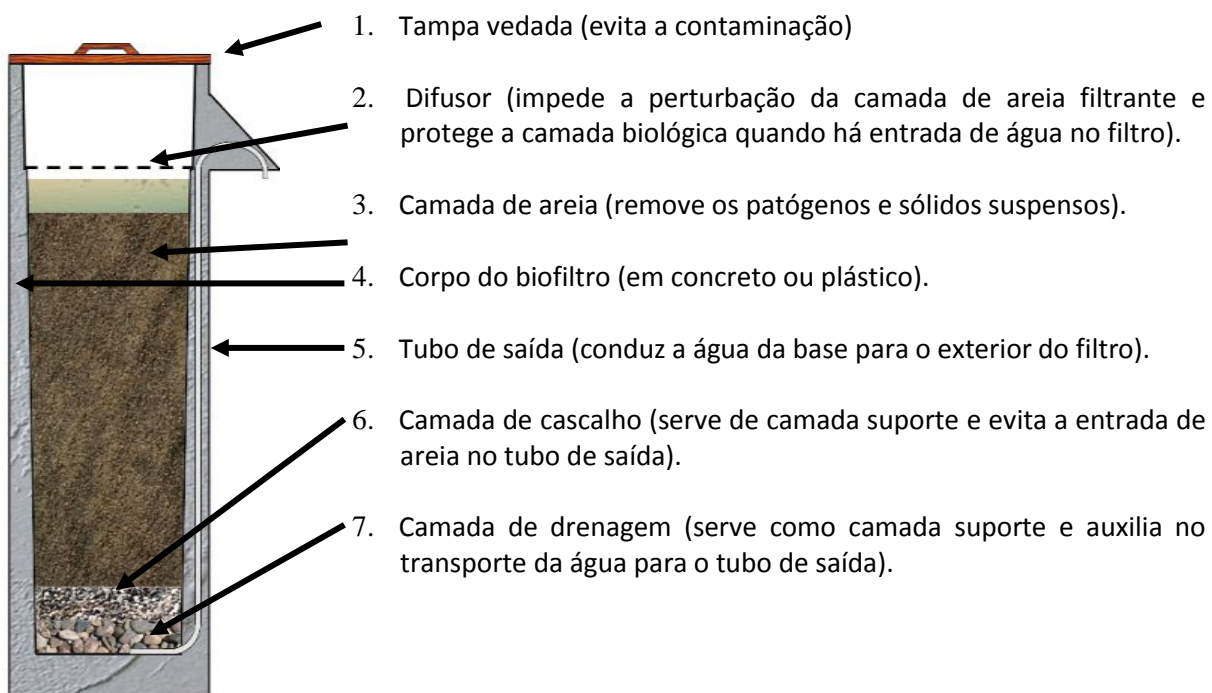 1. Tampa vedada (evita a contaminação)
2. Difusor (impede a perturbação da camada de areia filtrante e
protege a camada biológica quando há entrada de água no filtro).
3. Camada de areia (remove os patógenos e sólidos suspensos).
4. Corpo do biofiltro (em concreto ou plástico).
5. Tubo de saída (conduz a água da base para o exterior do filtro).
6. Camada de cascalho (serve de camada suporte e evita a entrada de
areia no tubo de saída).
7. Camada de drenagem (serve como camada suporte e auxilia no
transporte da água para o tubo de saída).